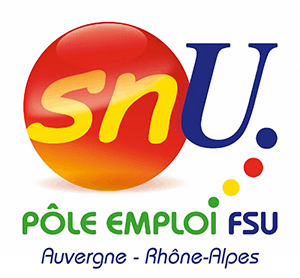 snU.
PÔLE EMPLOI FSU
Auvergne - Rhône-Alpes